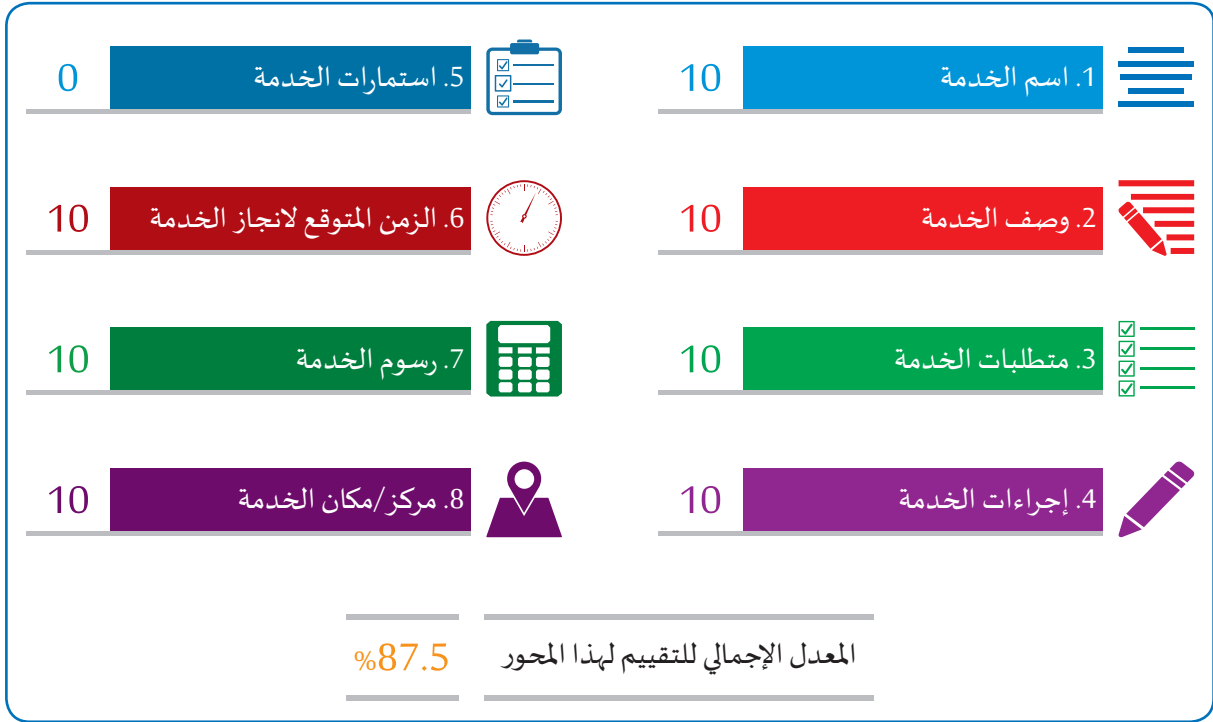 1. اسم الخدمة 10
2. وصف الخدمة 10
3. متطلبات الخدمة 10
4. إجراءات الخدمة 10
5. استمارات الخدمة 0
6. الزمن المتوقع لانجاز الخدمة 10
7. رسوم الخدمة 10
8. مركز/مكان الخدمة 10
المعدل الإجمالي للتقييم لهذا المحور %87.5